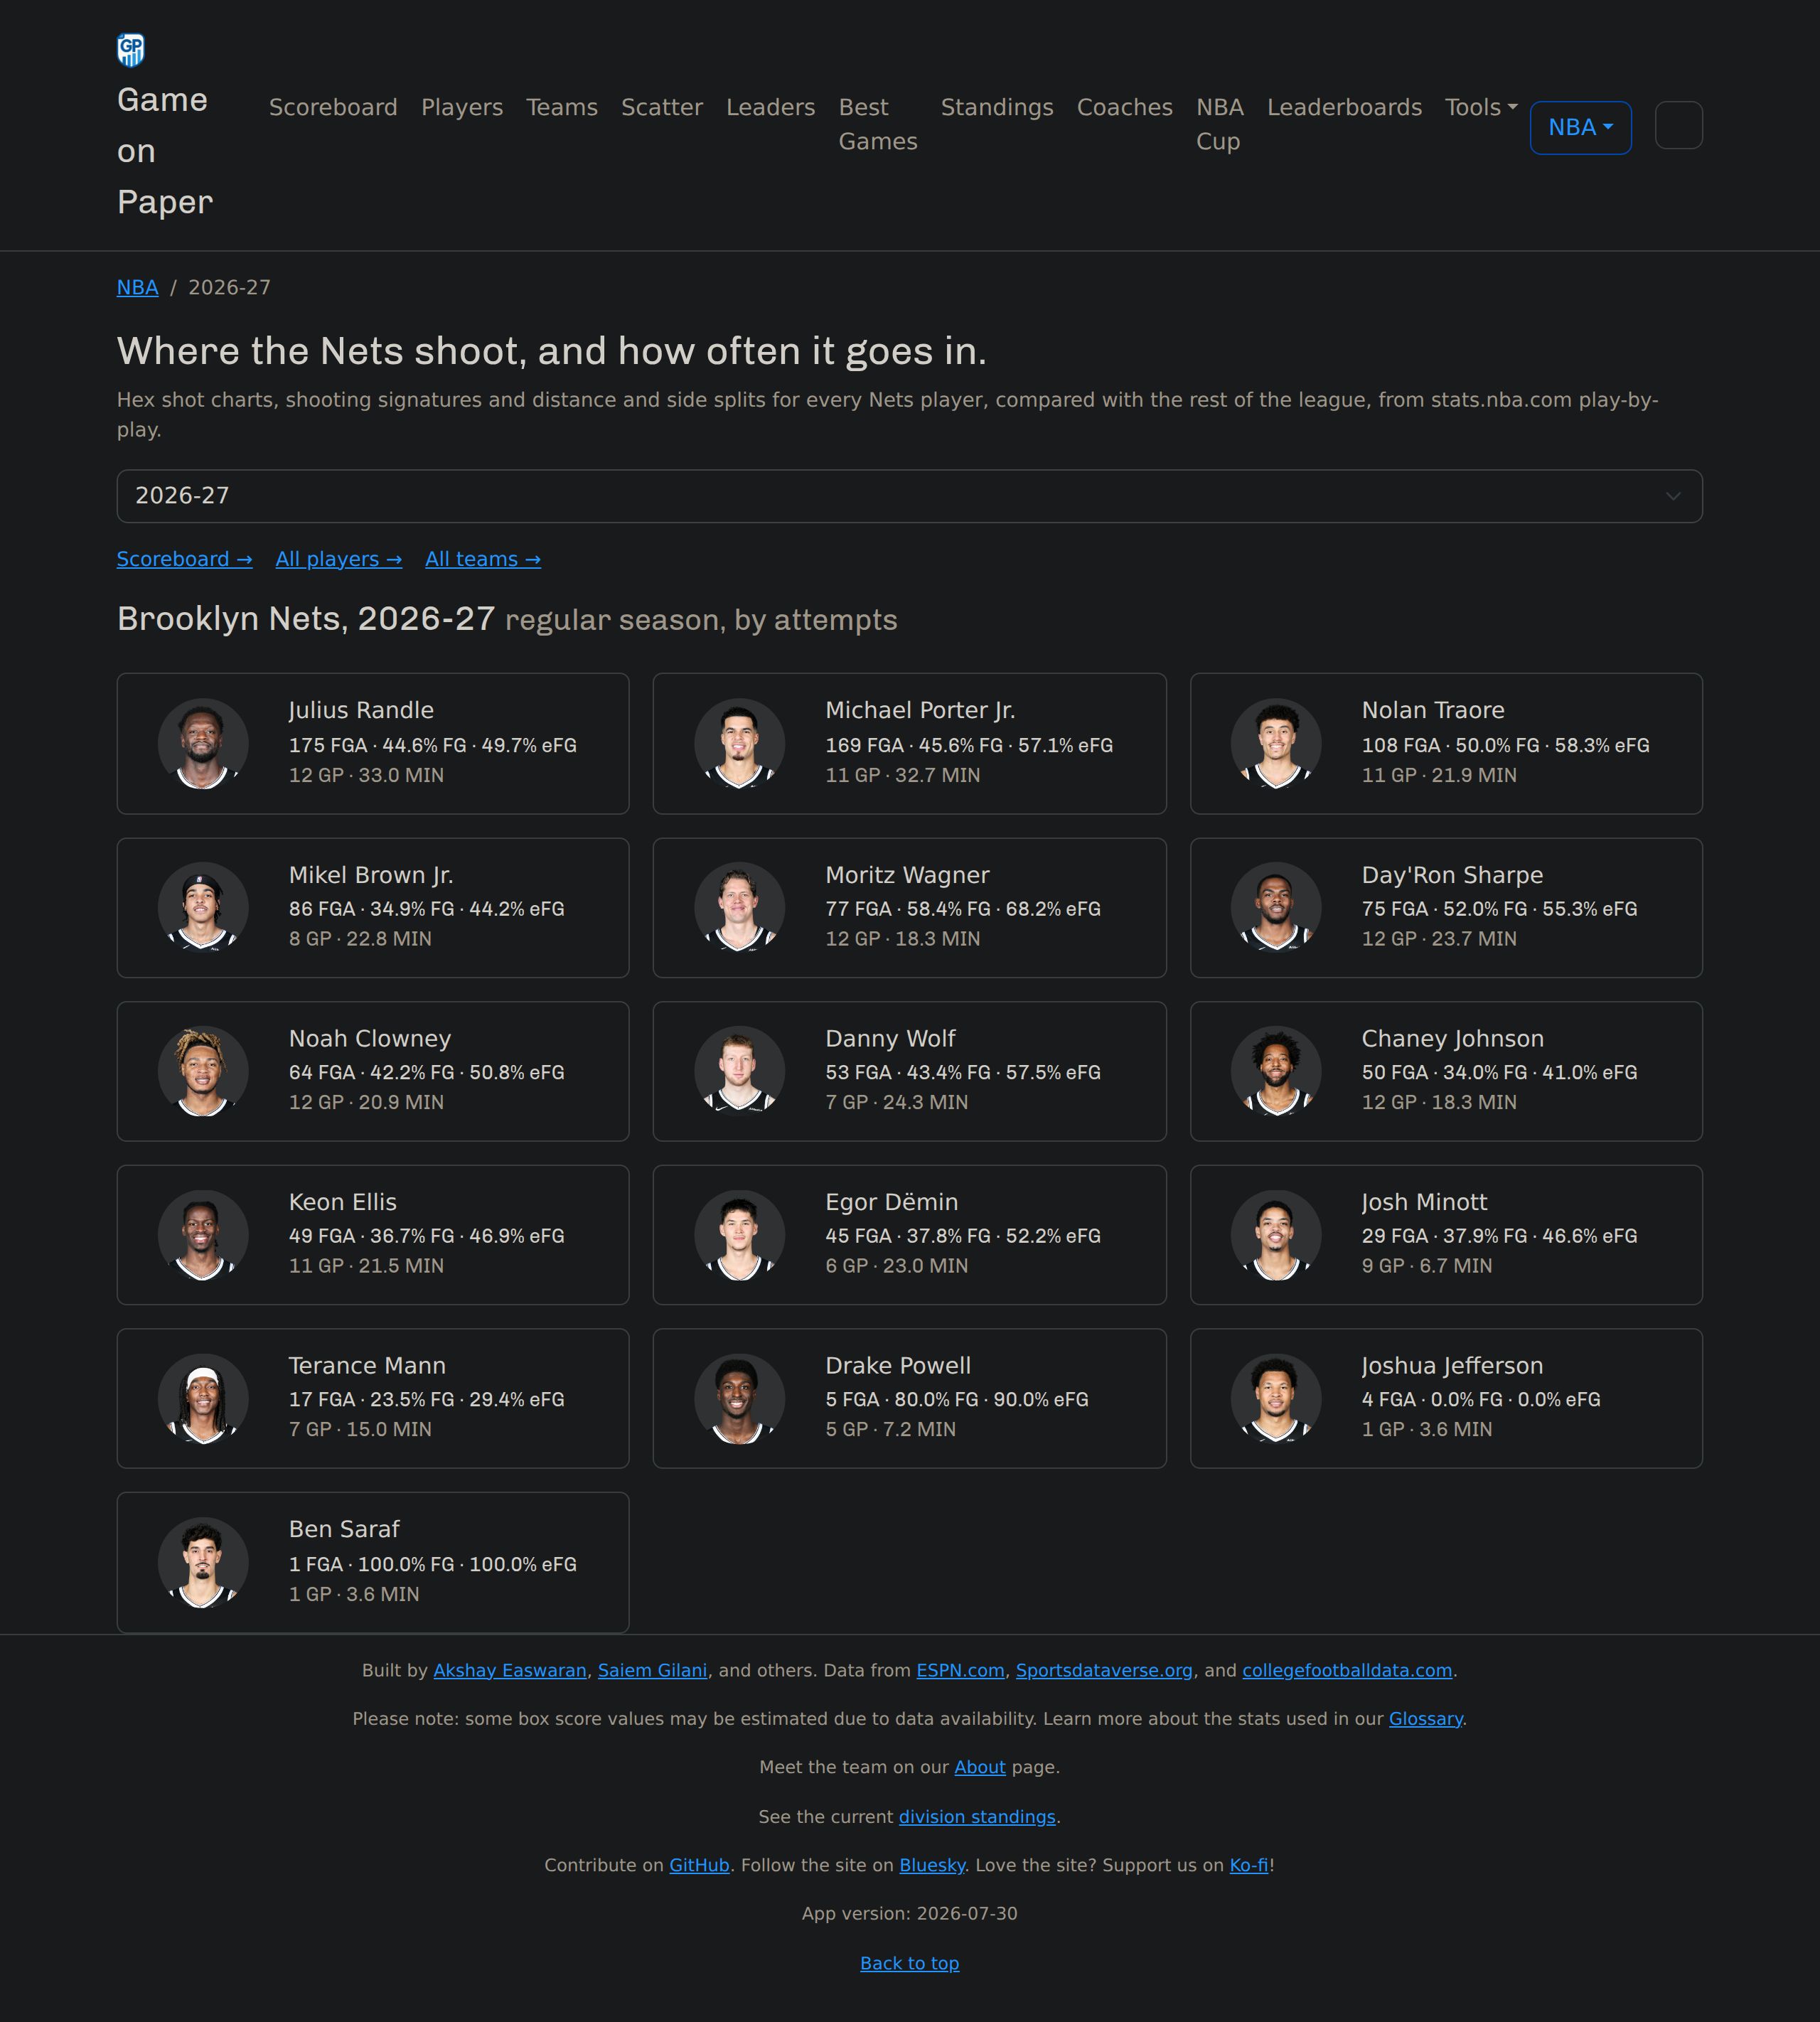 GP
Game
on
Paper
Scoreboard Players Teams Scatter Leaders Best Games Standings Coaches NBA Cup Leaderboards Tools
NBA
NBA / 2026-27
Where the Nets shoot, and how often it goes in.
Hex shot charts, shooting signatures and distance and side splits for every Nets player, compared with the rest of the league, from stats.nba.com play-by-
play.
2026-27
Scoreboard → All players → All teams →
Brooklyn Nets, 2026-27 regular season, by attempts
Julius Randle
175 FGA · 44.6% FG · 49.7% eFG
12 GP · 33.0 MIN
Michael Porter Jr.
169 FGA · 45.6% FG · 57.1% eFG
11 GP · 32.7 MIN
Nolan Traore
108 FGA · 50.0% FG · 58.3% eFG
11 GP · 21.9 MIN
Mikel Brown Jr.
86 FGA · 34.9% FG · 44.2% eFG
8 GP · 22.8 MIN
Moritz Wagner
77 FGA · 58.4% FG · 68.2% eFG
12 GP · 18.3 MIN
Day'Ron Sharpe
75 FGA · 52.0% FG · 55.3% eFG
12 GP · 23.7 MIN
Noah Clowney
64 FGA · 42.2% FG · 50.8% eFG
12 GP · 20.9 MIN
Danny Wolf
53 FGA · 43.4% FG · 57.5% eFG
7 GP · 24.3 MIN
Chaney Johnson
50 FGA · 34.0% FG · 41.0% eFG
12 GP · 18.3 MIN
Keon Ellis
49 FGA · 36.7% FG · 46.9% eFG
11 GP · 21.5 MIN
Egor Dëmin
45 FGA · 37.8% FG · 52.2% eFG
6 GP · 23.0 MIN
Josh Minott
29 FGA · 37.9% FG · 46.6% eFG
9 GP · 6.7 MIN
Terance Mann
17 FGA · 23.5% FG · 29.4% eFG
7 GP · 15.0 MIN
Drake Powell
5 FGA · 80.0% FG · 90.0% eFG
5 GP · 7.2 MIN
Joshua Jefferson
4 FGA · 0.0% FG · 0.0% eFG
1 GP · 3.6 MIN
Ben Saraf
1 FGA · 100.0% FG · 100.0% eFG
1 GP · 3.6 MIN
Built by Akshay Easwaran, Saiem Gilani, and others. Data from ESPN.com, Sportsdataverse.org, and collegefootballdata.com.
Please note: some box score values may be estimated due to data availability. Learn more about the stats used in our Glossary.
Meet the team on our About page.
See the current division standings.
Contribute on GitHub. Follow the site on Bluesky. Love the site? Support us on Ko-fi!
App version: 2026-07-30
Back to top